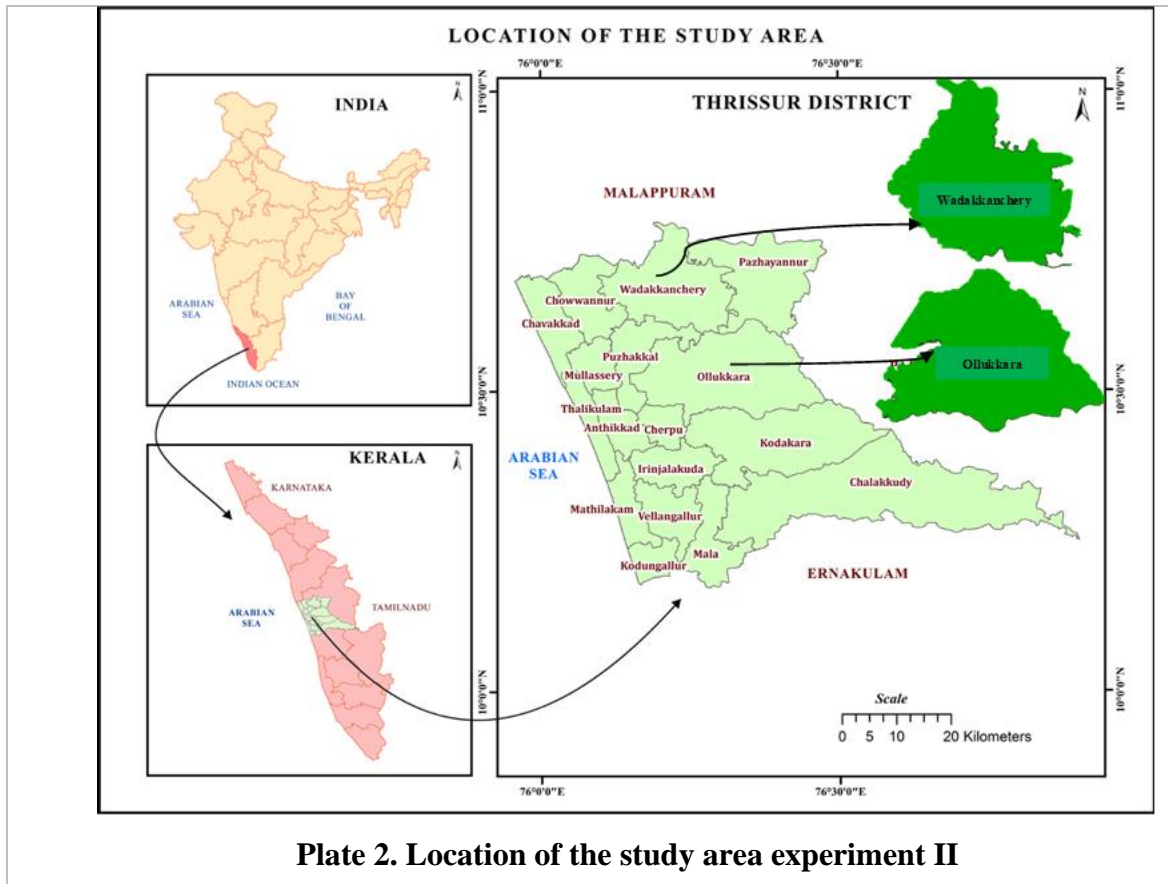 LOCATION OF THE STUDY AREA
INDIA
N
ARABIAN
SEA
BAY
OF
BENGAL
INDIAN OCEAN
KERALA
N
KARNATAKA
ARABIAN
SEA
TAMILNADU
76°0'0"E
76°30'0"E
THRISSUR DISTRICT
N
11°0'0"N
11°0'0"N
MALAPPURAM
Wadakkanchery
Pazhayannur
Wadakkanchery
Chowwannur
Chavakkad
Puzhakkal
Ollukkara
Mullassery
Ollukkara
10°30'0"N
10°30'0"N
Thalikulam
Anthikkad
Cherpu
Kodakara
ARABIAN
SEA
Irinjalakuda
Chalakkudy
Mathilakam
Vellangallur
Mala
Kodungallur
ERNAKULAM
10°0'0"N
10°0'0"N
Scale
0 5 10 20 Kilometers
76°0'0"E
76°30'0"E
Plate 2. Location of the study area experiment II